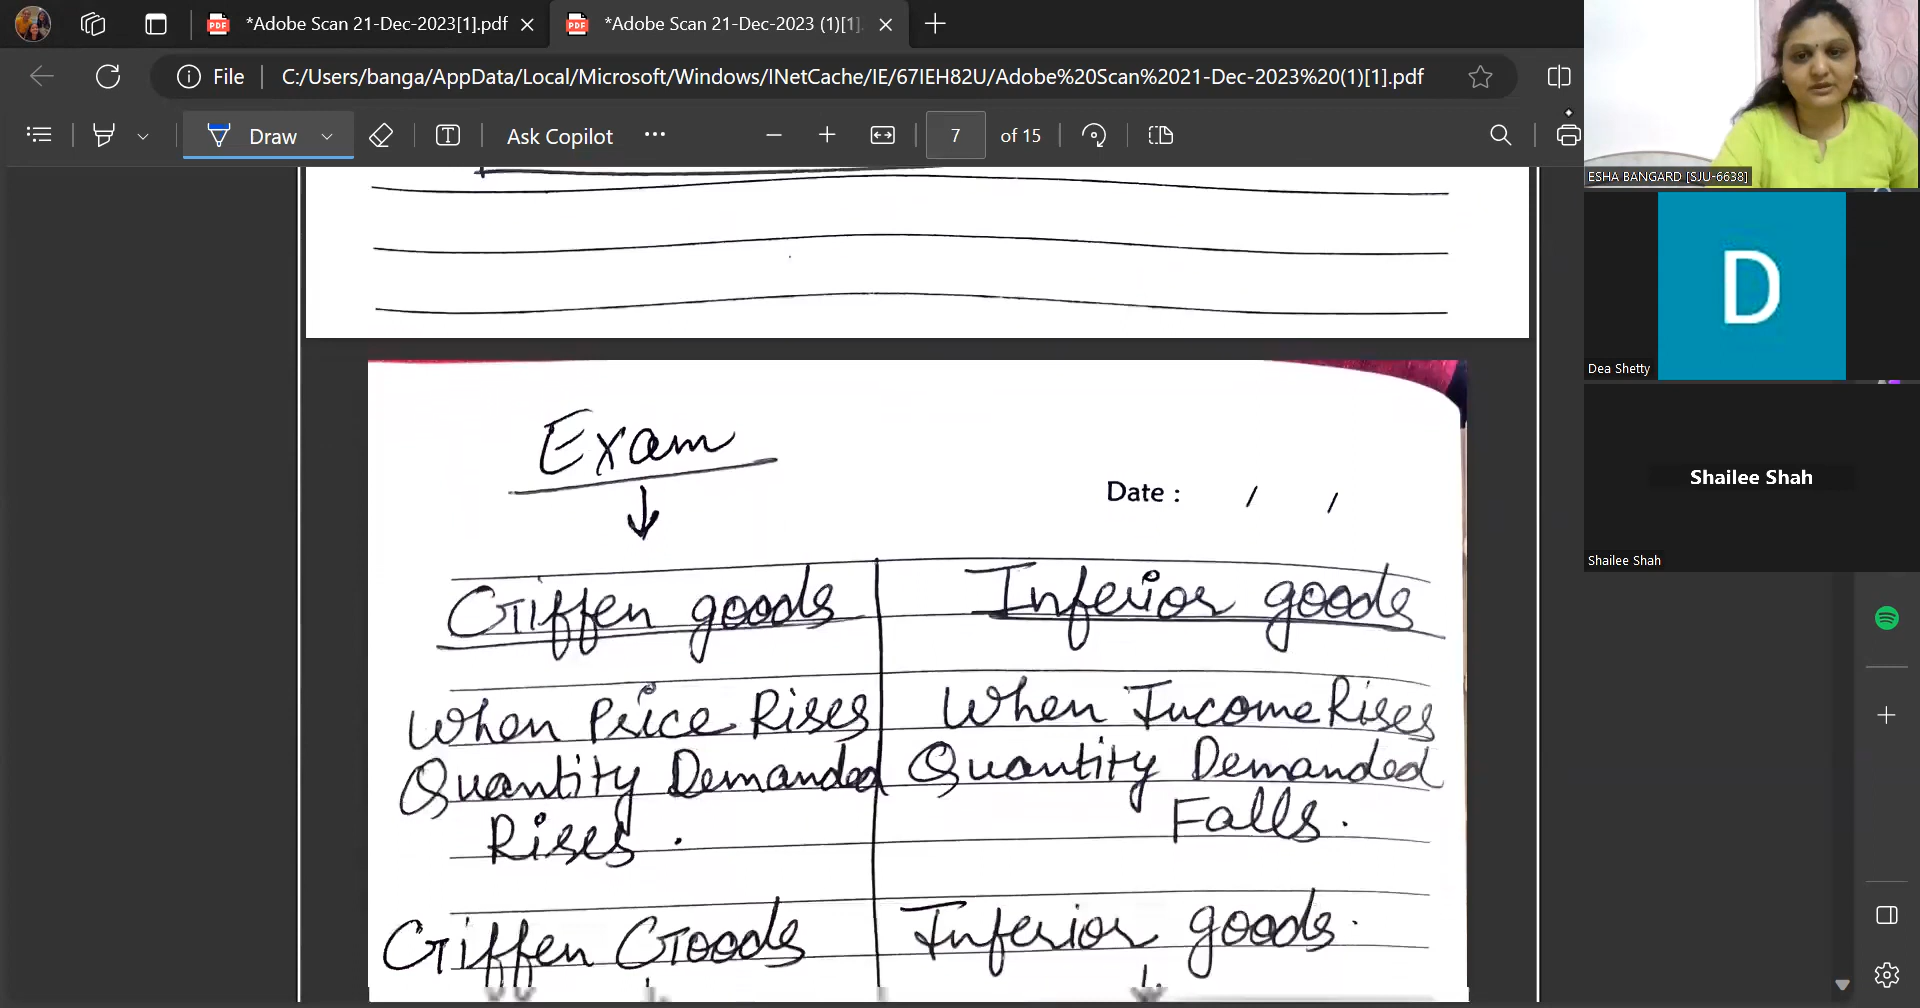 *Adobe Scan 21-Dec-2023[1].pdf
*Adobe Scan 21-Dec-2023 (1)[1].
File
C:/Users/banga/AppData/Local/Microsoft/Windows/INetCache/IE/67IEH82U/Adobe%20Scan%2021-Dec-2023%20(1)[1].pdf
Draw
Ask Copilot
7 of 15
ESHA BANGARD [SJU-6638]
D
Dea Shetty
Shailee Shah
Shailee Shah
Exam
Date : / /
Giffen goods
Inferior goods
When Price Rises
Quantity Demanded
Rises.
When Income Rises
Quantity Demanded
Falls.
Giffen Goods
Inferior goods.